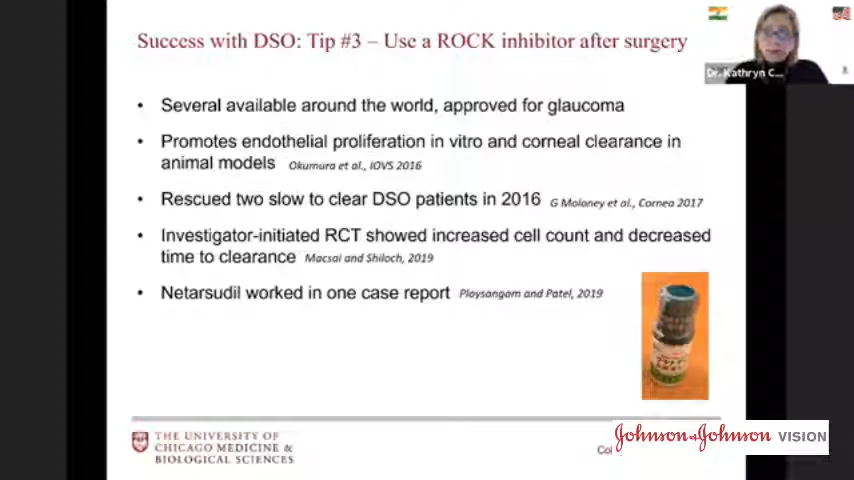 Success with DSO: Tip #3 – Use a ROCK inhibitor after surgery
Dr. Kathryn C...
• Several available around the world, approved for glaucoma
• Promotes endothelial proliferation in vitro and corneal clearance in
animal models Okumura et al., IOVS 2016
• Rescued two slow to clear DSO patients in 2016 G Moloney et al., Cornea 2017
• Investigator-initiated RCT showed increased cell count and decreased
time to clearance Macsai and Shiloch, 2019
• Netarsudil worked in one case report Ploysangam and Patel, 2019
THE UNIVERSITY OF
CHICAGO MEDICINE &
BIOLOGICAL SCIENCES
Johnson & Johnson VISION